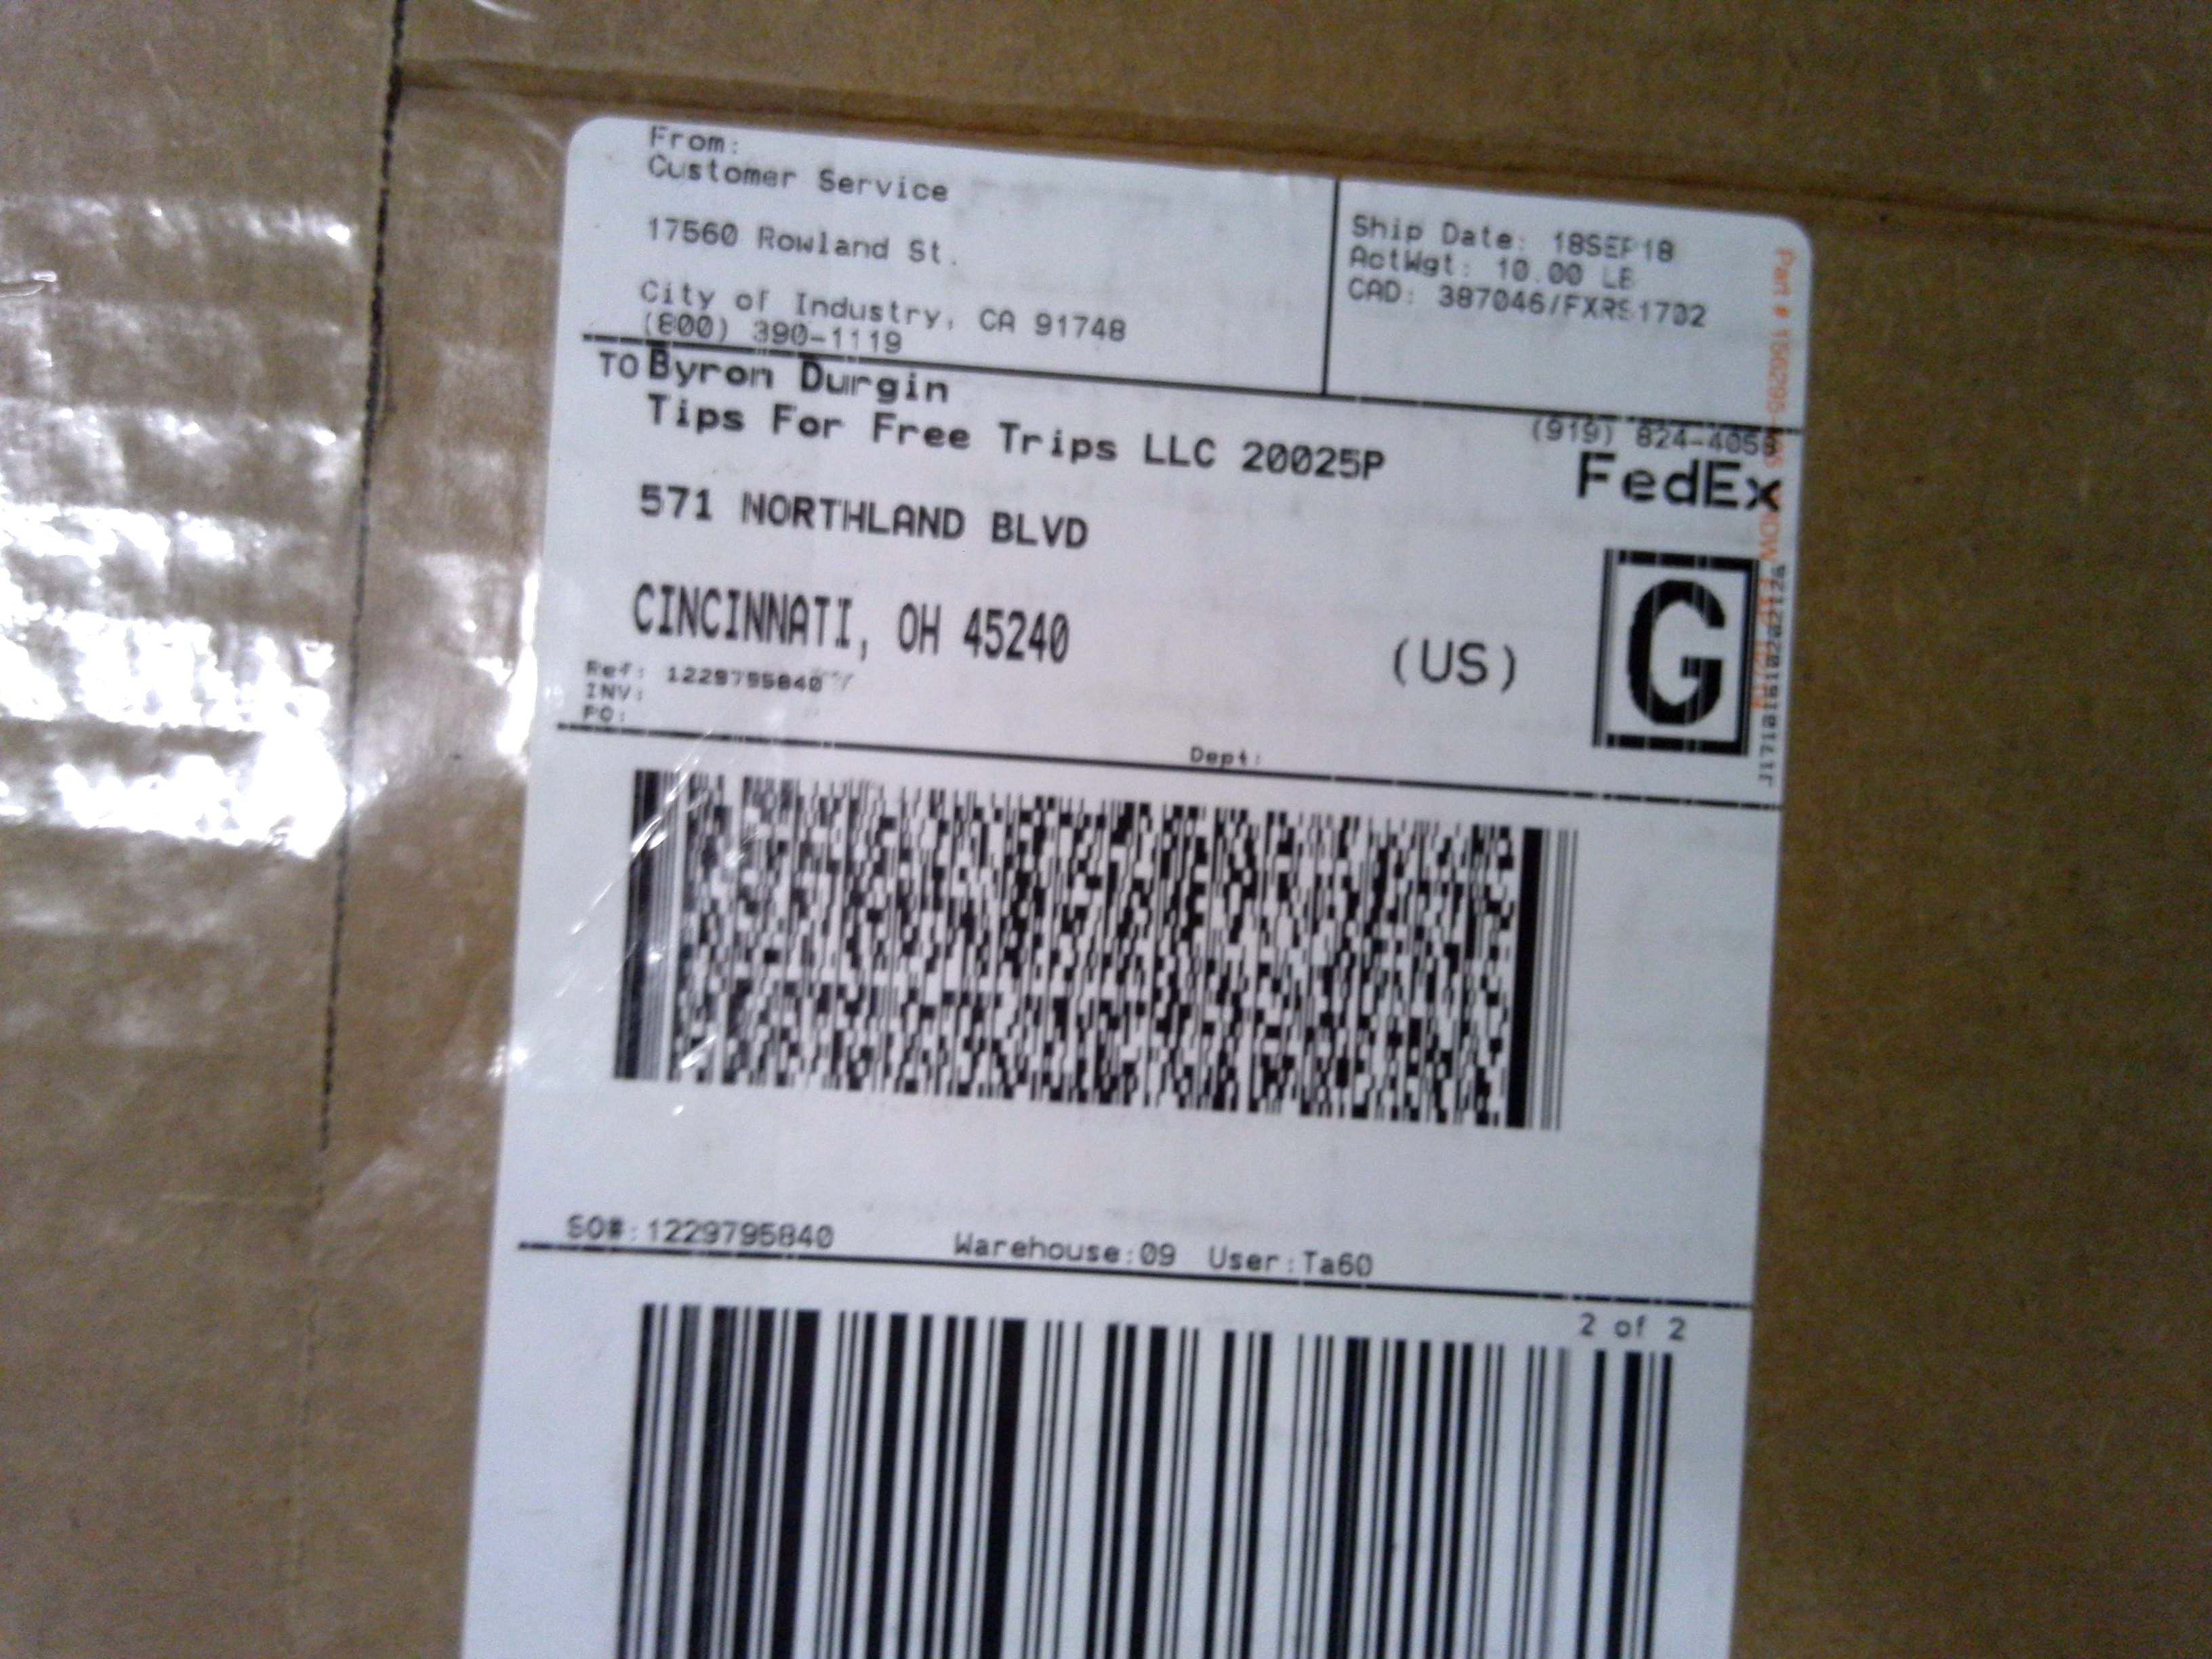 From:
Customer Service
17560 Rowland St.
City of Industry, CA 91748
(800) 390-1119
Ship Date: 18SEP18
ActWgt: 10.00 LB
CAD: 387046/FXRS1702
TO Byron Durgin
Tips For Free Trips LLC 20025P
(919) 824-4058
571 NORTHLAND BLVD
FedEx
CINCINNATI, OH 45240
(US)
G
Ref: 1229795840
INV:
PO:
Dept:
SO#:1229795840 Warehouse:09 User:Ta60
2 of 2
Part #